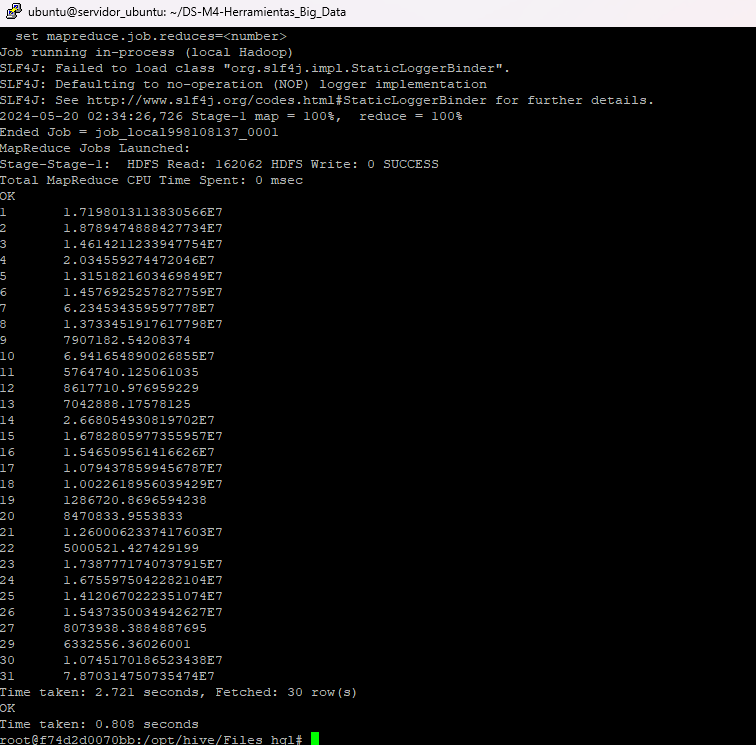 ubuntu@servidor_ubuntu: ~/DS-M4-Herramientas_Big_Data
set mapreduce.job.reduces=<number>
Job running in-process (local Hadoop)
SLF4J: Failed to load class "org.slf4j.impl.StaticLoggerBinder".
SLF4J: Defaulting to no-operation (NOP) logger implementation
SLF4J: See http://www.slf4j.org/codes.html#StaticLoggerBinder for further details.
2024-05-20 02:34:26,726 Stage-1 map = 100%,  reduce = 100%
Ended Job = job_local998108137_0001
MapReduce Jobs Launched:
Stage-Stage-1:  HDFS Read: 162062 HDFS Write: 0 SUCCESS
Total MapReduce CPU Time Spent: 0 msec
OK
1	1.7198013113830566E7
2	1.8789474888427734E7
3	1.4614211233947754E7
4	2.034559274472046E7
5	1.3151821603469849E7
6	1.4576925257827759E7
7	6.234534359597778E7
8	1.3733451917617798E7
9	7907182.54208374
10	6.941654890026855E7
11	5764740.125061035
12	8617710.976959229
13	7042888.17578125
14	2.668054930819702E7
15	1.6782805977355957E7
16	1.546509561416626E7
17	1.0794378599456787E7
18	1.0022618956039429E7
19	1286720.8696594238
20	8470833.9553833
21	1.2600062337417603E7
22	5000521.427429199
23	1.7387771740737915E7
24	1.6755975042282104E7
25	1.4120670222351074E7
26	1.5437350034942627E7
27	8073938.3884887695
29	6332556.36026001
30	1.0745170186523438E7
31	7.870314750735474E7
Time taken: 2.721 seconds, Fetched: 30 row(s)
OK
Time taken: 0.808 seconds
root@f74d2d0070bb:/opt/hive/Files_hql#